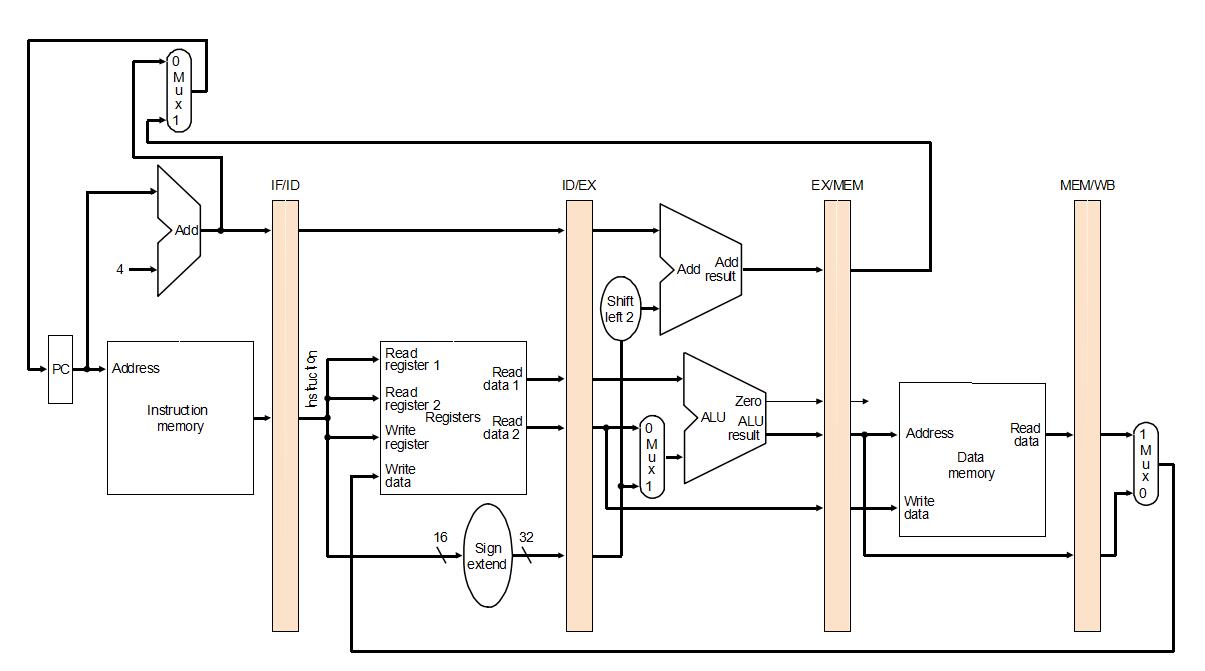 0
M
u
x
1
IF/ID
ID/EX
EX/MEM
MEM/WB
Add
4
Add
Add
result
Shift
left 2
PC
Address
Instruction
memory
Instruction
Read
register 1
Read
register 2
Registers
Write
register
Write
data
Read
data 1
Read
data 2
16
Sign
extend
32
0
M
u
x
1
Zero
ALU
ALU
result
Address
Read
data
Data
memory
Write
data
1
M
u
x
0